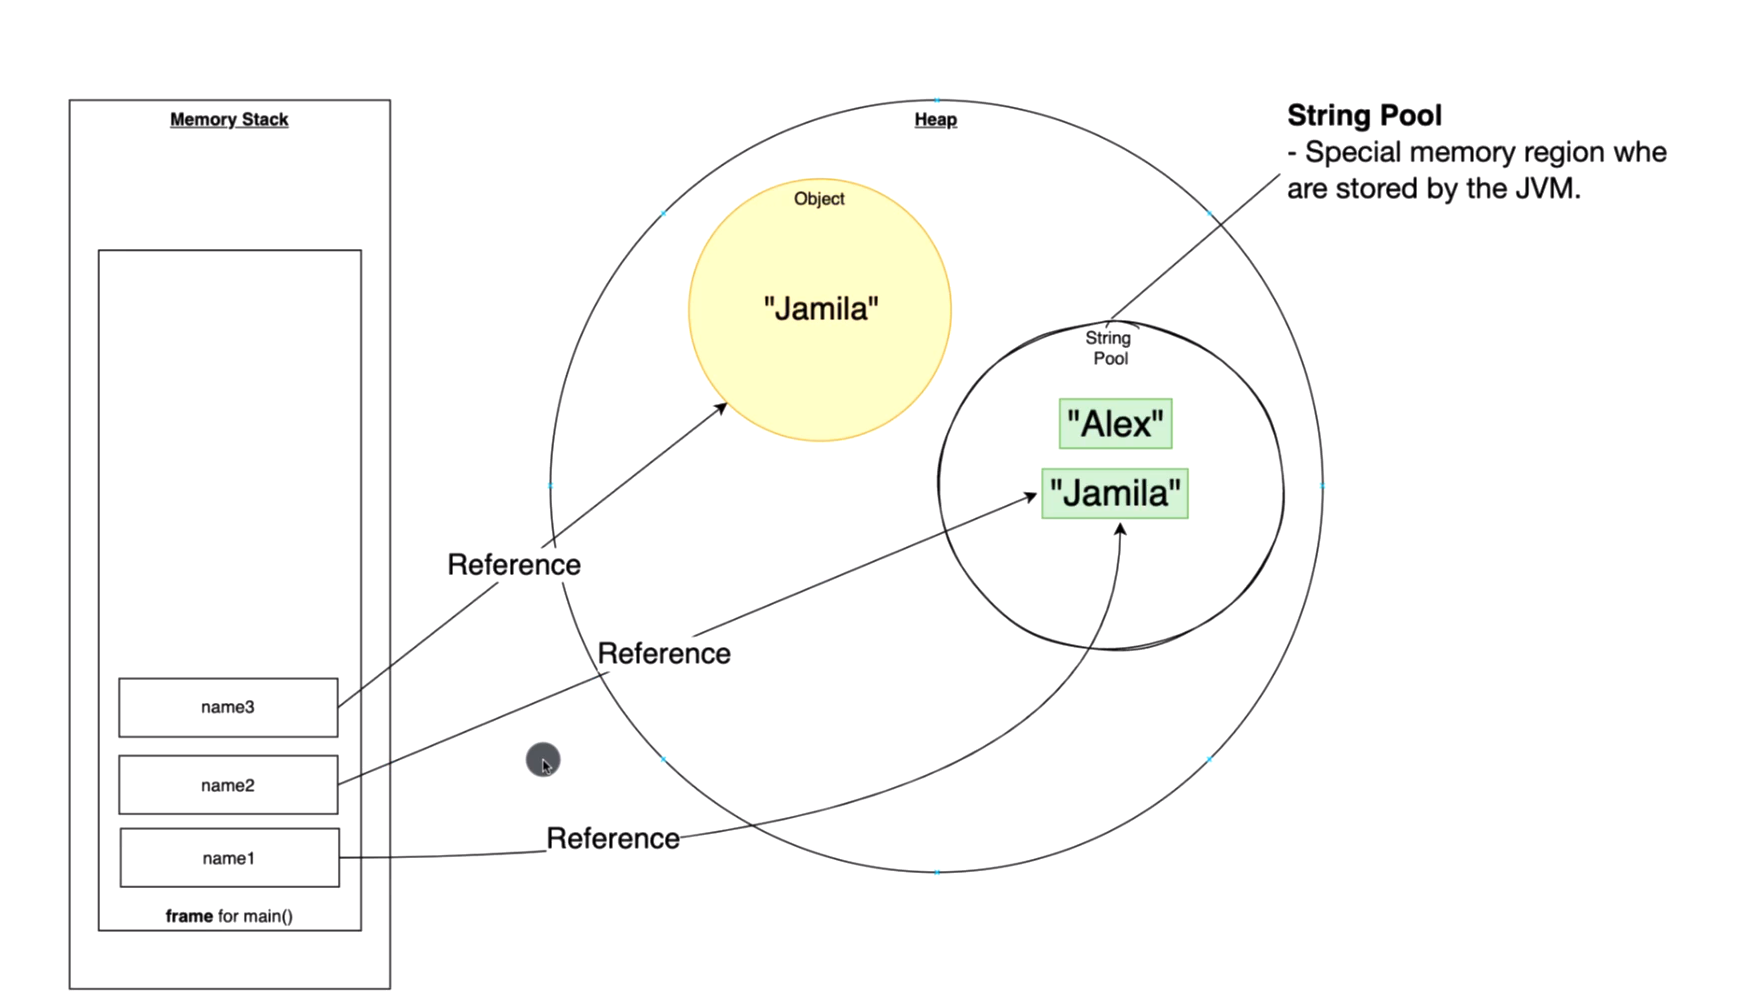 Memory Stack
Heap
String Pool
- Special memory region whe
are stored by the JVM.
Object
"Jamila"
String
Pool
"Alex"
"Jamila"
Reference
Reference
Reference
name3
name2
name1
frame for main()